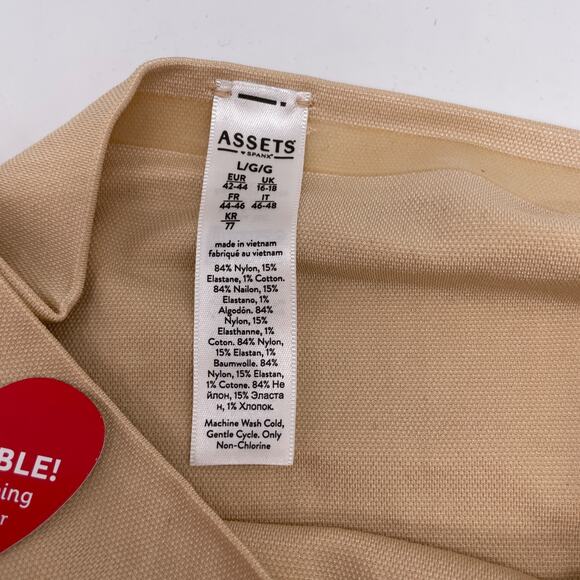 ASSETS
♥ SPANX®
L/G/G
EUR UK
42-44 16-18
FR IT
44-46 46-48
KR
77
made in vietnam
fabriqué au vietnam
84% Nylon, 15%
Elastane, 1% Cotton.
84% Nailon, 15%
Elastano, 1%
Algodón. 84%
Nylon, 15%
Elasthanne, 1%
Coton. 84% Nylon,
15% Elastan, 1%
Baumwolle. 84%
Nylon, 15% Elastan,
1% Cotone. 84% Не
йлон, 15% Эласта
н, 1% Хлопок.
Machine Wash Cold,
Gentle Cycle. Only
Non-Chlorine
BLE!
ing
r